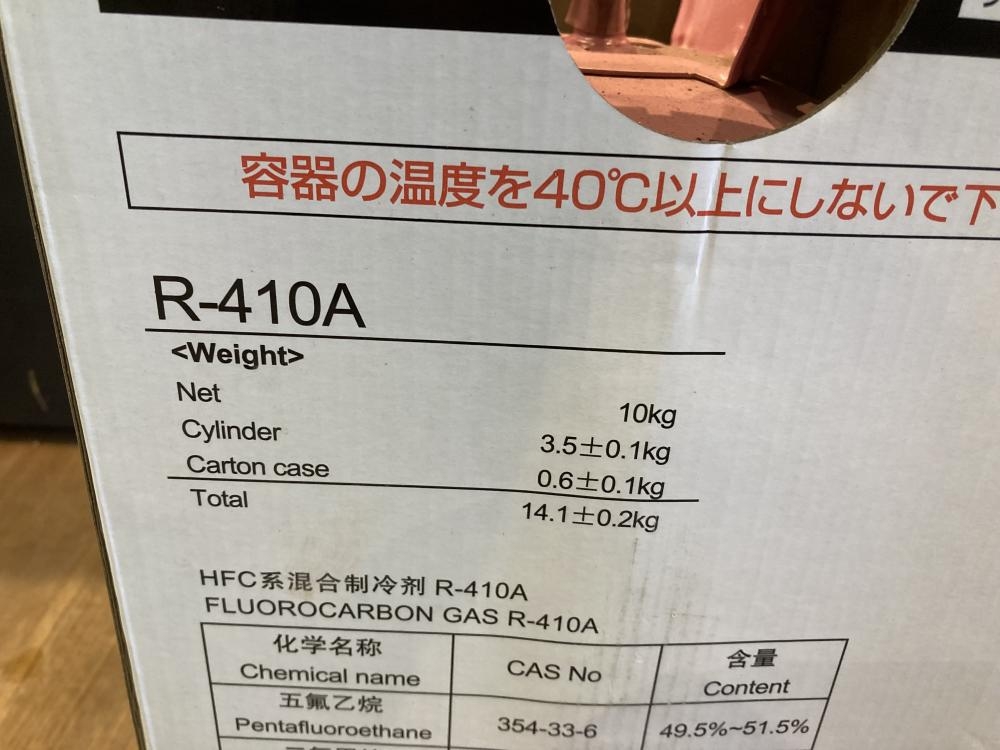 容器の温度を40℃以上にしないで下
R-410A
<Weight>
Net 10kg
Cylinder 3.5±0.1kg
Carton case 0.6±0.1kg
Total 14.1±0.2kg
HFC系混合制冷剂 R-410A
FLUOROCARBON GAS R-410A
化学名称
Chemical name CAS No 含量
Content
五氟乙烷
Pentafluoroethane 354-33-6 49.5%~51.5%